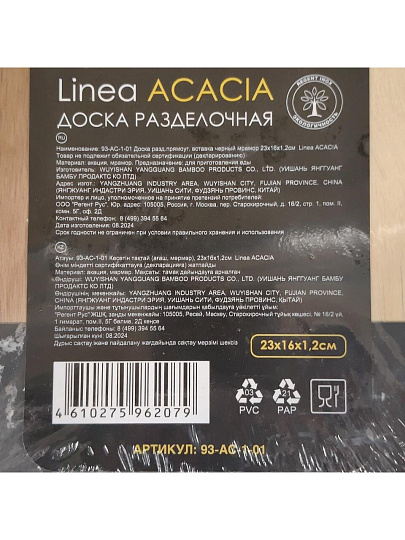 Linea ACACIA
ДОСКА РАЗДЕЛОЧНАЯ
REGENT INOX
ЭКОЛОГИЧНОСТЬ
RU
Наименование: 93-AC-1-01 Доска разд.прямоуг. вставка черный мрамор 23х16х1,2см Linea ACACIA
Товар не подлежит обязательной сертификации (декларированию)
Материал: акация, мрамор. Предназначение: для приготовления еды
Изготовитель: WUYISHAN YANGGUANG BAMBOO PRODUCTS CO., LTD. (УИШАНЬ ЯНГГУАНГ БАМБУ ПРОДАКТС КО ЛТД)
Адрес изгот.: YANGZHUANG INDUSTRY AREA, WUYISHAN CITY, FUJIAN PROVINCE, CHINA
(ЯНГЖУАНГ ИНДАСТРИ ЭРИЯ, УИШАНЬ СИТИ, ФУДЗЯНЬ ПРОВИНС, КИТАЙ)
Импортер и лицо, уполномоченное на принятие претензий потребителей:
ООО "Регент Рус", Юр. адрес: 105005, Россия, г. Москва, пер. Старокирочный, д. 16/2, стр. 1, пом. II,
комн. 5Г, оф. 2Д
Контактный телефон: 8 (499) 394 55 64
Дата изготовления: 08.2024
Срок годности не ограничен при условии правильного хранения и использования
KZ
Атауы: 93-AC-1-01 Кесетін тақтай (ағаш, мәрмәр), 23х16х1,2см Linea ACACIA
Өнім міндетті сертификаттауға (декларацияға) жатпайды
Материал: акация, мәрмәр. Мақсаты: тамақ дайындауға арналған
Өндіруші: WUYISHAN YANGGUANG BAMBOO PRODUCTS CO., LTD. (УИШАНЬ ЯНГГУАНГ БАМБУ ПРОДАКТС КО ЛТД)
Өндірушінің мекенжайы: YANGZHUANG INDUSTRY AREA, WUYISHAN CITY, FUJIAN PROVINCE,
CHINA (ЯНГЖУАНГ ИНДАСТРИ ЭРИЯ, УИШАНЬ СИТИ, ФУДЗЯНЬ ПРОВИНС, ҚЫТАЙ)
Импорттаушы және тұтынушылардың шағымдарын қабылдауға уәкілетті тұлға:
"Регент Рус" ЖШҚ, заңды мекенжайы: 105005, Ресей, Мәскеу, Старокирочный тұйық көшесі, № 16/2 үй,
1 ғимарат, пом.II, 5Г бөлме, 2Д кеңсе
Байланыс телефоны: 8 (499) 394 55 64
Шығарылған күні: 08.2024
Дұрыс сақтау және пайдалану жағдайында сақтау мерзімі шексіз
23х16х1,2см
4 610275 962079
03
PVC
21
PAP
АРТИКУЛ: 93-AC-1-01